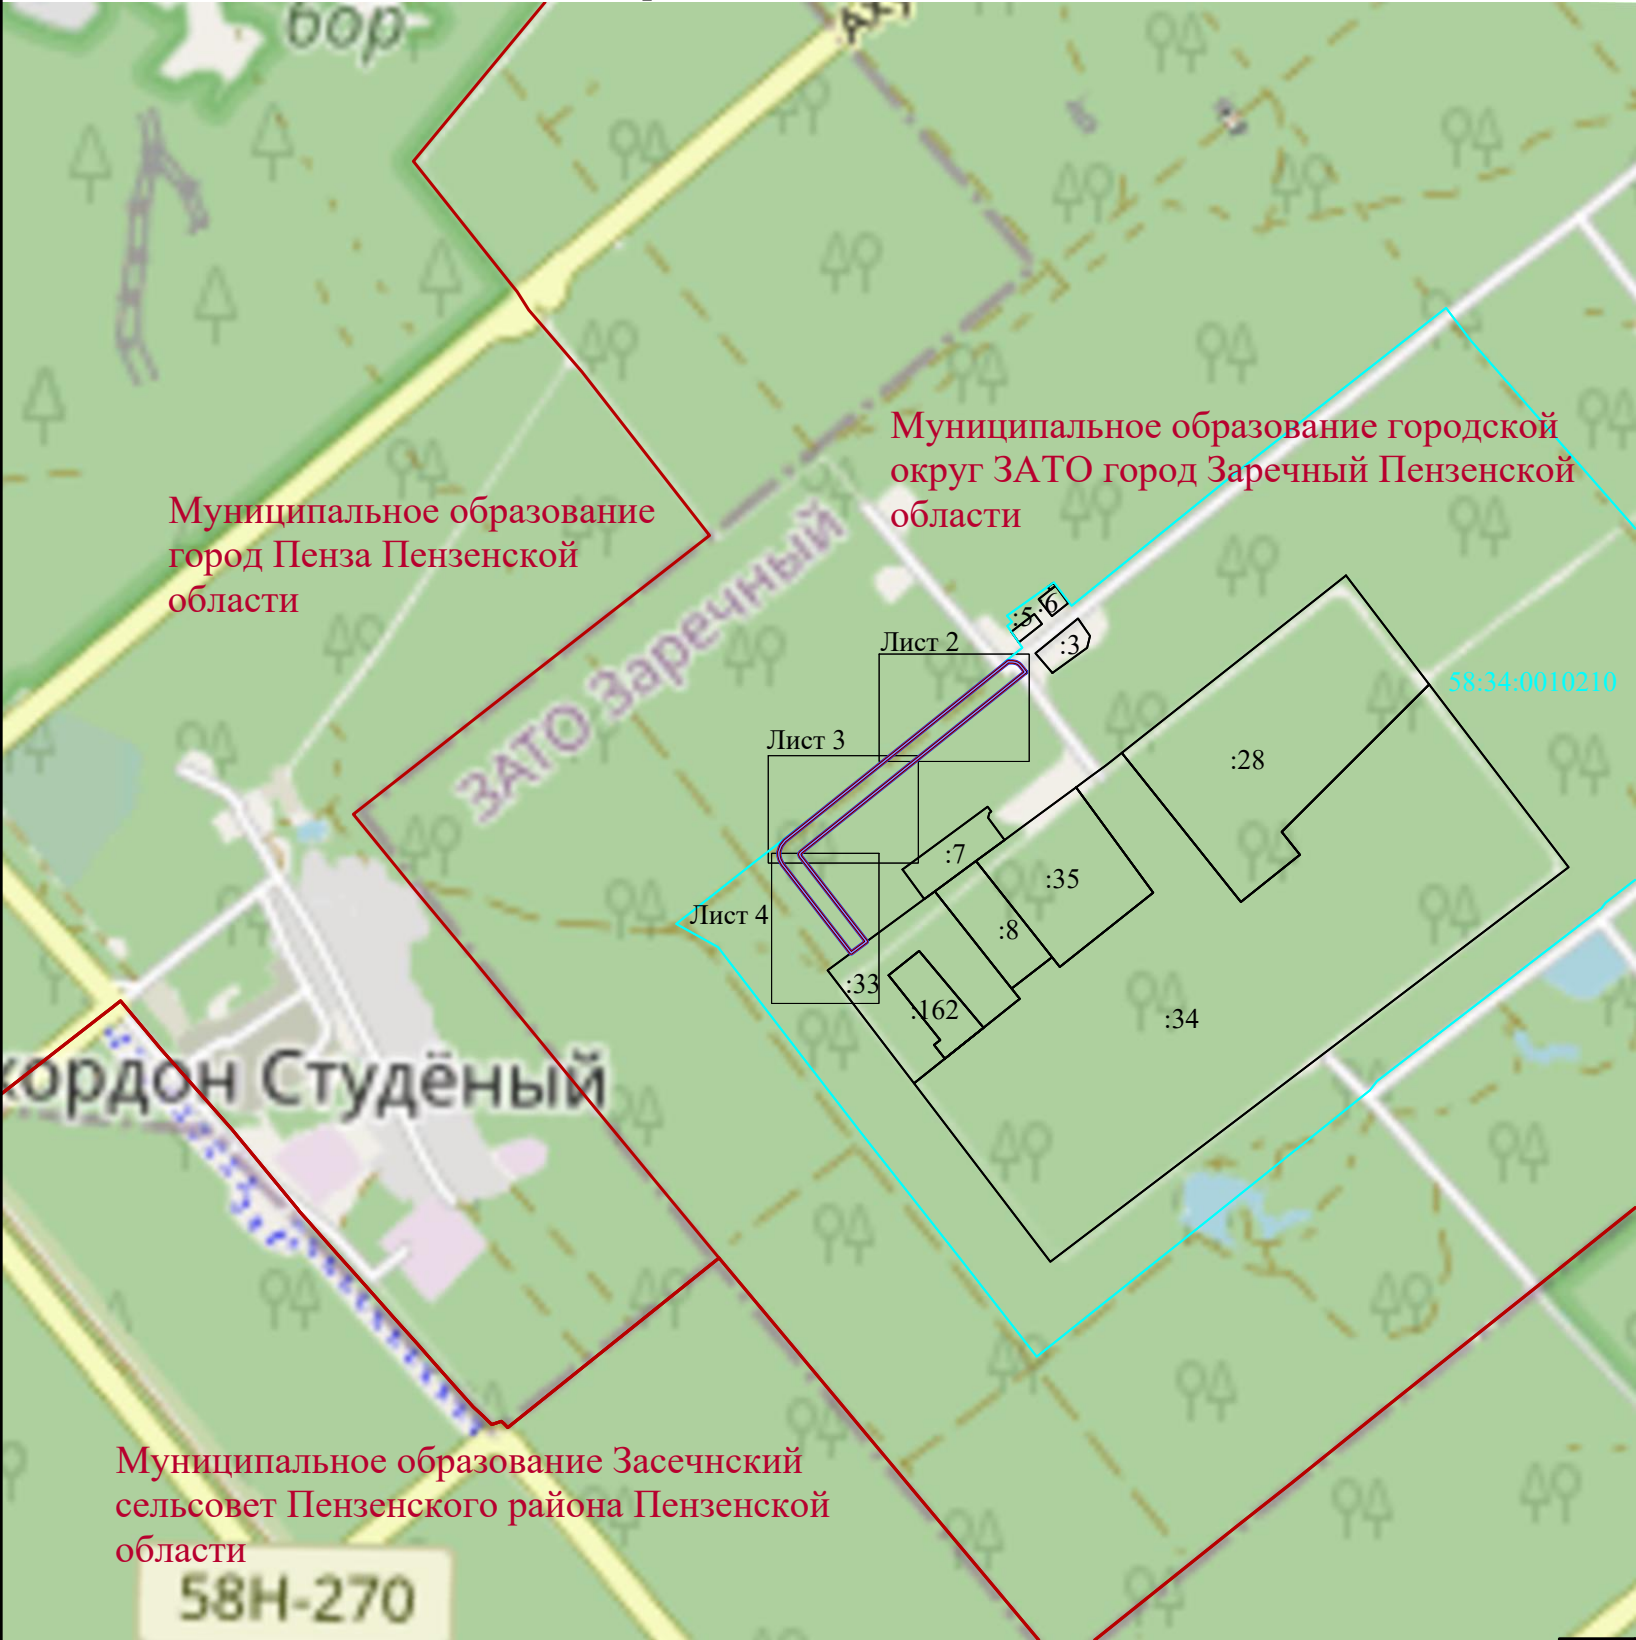 бор
Муниципальное образование городской
округ ЗАТО город Заречный Пензенской
области
Муниципальное образование
город Пенза Пензенской
области
ЗАТО Заречный
:5
:6
:3
Лист 2
58:34:0010210
Лист 3
:28
:7
:35
Лист 4
:8
:33
:162
:34
кордон Студёный
Муниципальное образование Засечнский
сельсовет Пензенского района Пензенской
области
58Н-270